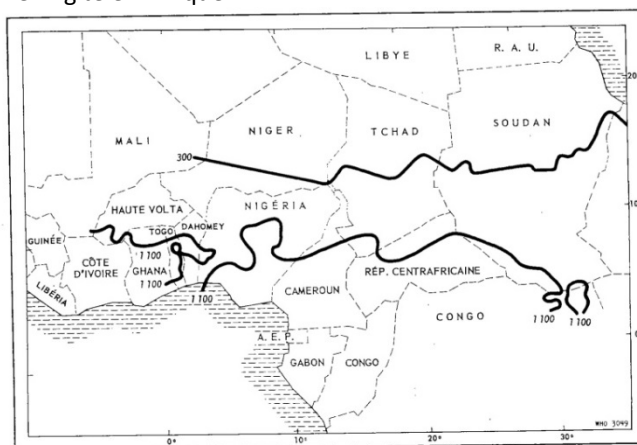 LIBYE
R. A. U.
20
MALI
NIGER
TCHAD
SOUDAN
300
10
HAUTE VOLTA
NIGÉRIA
DAHOMEY
TOGO
GUINÉE
CÔTE D'IVOIRE
1 100
GHANA
1 100
1 100
RÉP. CENTRAFRICAINE
LIBÉRIA
CAMEROUN
CONGO
1 100
1 100
A. E. P.
GABON
CONGO
0
WHO 3049
0°
10°
20°
30°